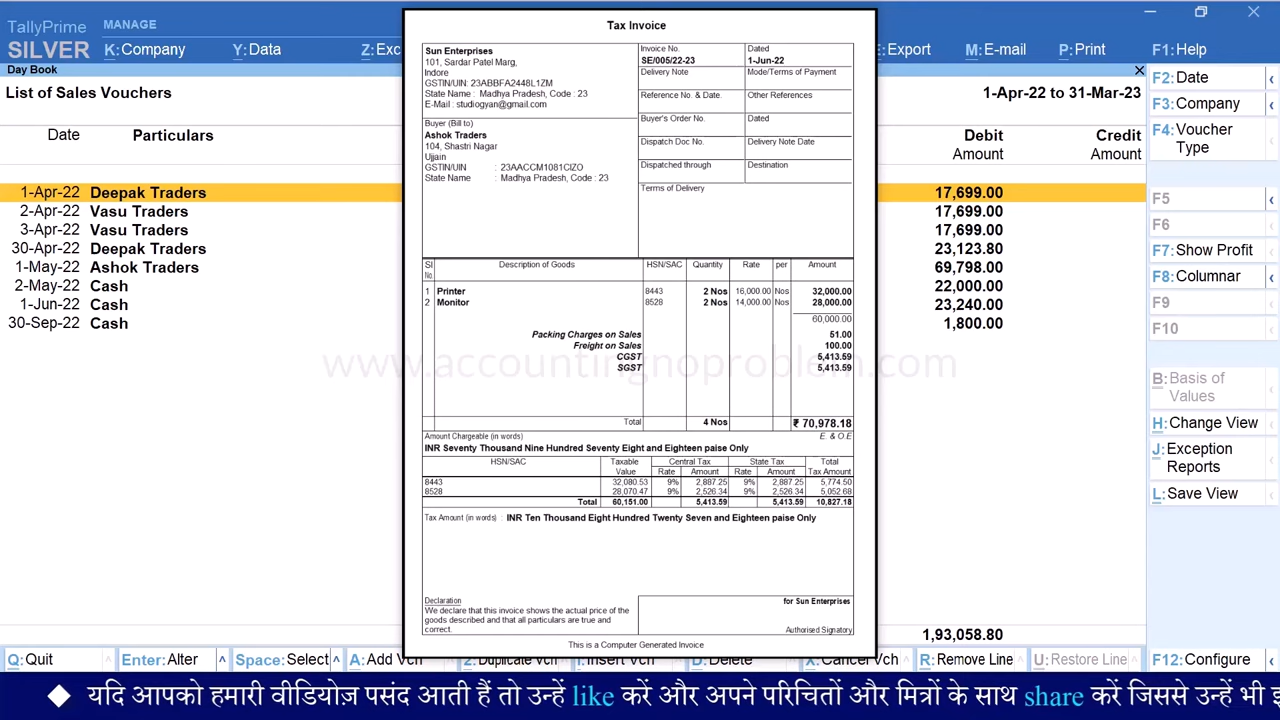 TallyPrime MANAGE
SILVER K:Company Y:Data Z:Exc E:Export M:E-mail P:Print F1:Help
Day Book
List of Sales Vouchers 1-Apr-22 to 31-Mar-23
Date Particulars Debit Credit
Amount Amount
1-Apr-22 Deepak Traders 17,699.00
2-Apr-22 Vasu Traders 17,699.00
3-Apr-22 Vasu Traders 17,699.00
30-Apr-22 Deepak Traders 23,123.80
1-May-22 Ashok Traders 69,798.00
2-May-22 Cash 22,000.00
1-Jun-22 Cash 23,240.00
30-Sep-22 Cash 1,800.00
1,93,058.80
Tax Invoice
Sun Enterprises
101, Sardar Patel Marg,
Indore
GSTIN/UIN: 23ABBFA2448L1ZM
State Name : Madhya Pradesh, Code : 23
E-Mail : studiogyan@gmail.com
Buyer (Bill to)
Ashok Traders
104, Shastri Nagar
Ujjain
GSTIN/UIN : 23AACCM1081CIZO
State Name : Madhya Pradesh, Code : 23
Invoice No. Dated
SE/005/22-23 1-Jun-22
Delivery Note Mode/Terms of Payment
Reference No. & Date. Other References
Buyer's Order No. Dated
Dispatch Doc No. Delivery Note Date
Dispatched through Destination
Terms of Delivery
Sl Description of Goods HSN/SAC Quantity Rate per Amount
No.
1 Printer 8443 2 Nos 16,000.00 Nos 32,000.00
2 Monitor 8528 2 Nos 14,000.00 Nos 28,000.00
60,000.00
Packing Charges on Sales 51.00
Freight on Sales 100.00
CGST 5,413.59
SGST 5,413.59
www.accountingnoproblem.com
Total 4 Nos ₹ 70,978.18
Amount Chargeable (in words) E. & O.E
INR Seventy Thousand Nine Hundred Seventy Eight and Eighteen paise Only
HSN/SAC Taxable Central Tax State Tax Total
Value Rate Amount Rate Amount Tax Amount
8443 32,080.53 9% 2,887.25 9% 2,887.25 5,774.50
8528 28,070.47 9% 2,526.34 9% 2,526.34 5,052.68
Total 60,151.00 5,413.59 5,413.59 10,827.18
Tax Amount (in words) : INR Ten Thousand Eight Hundred Twenty Seven and Eighteen paise Only
Declaration
We declare that this invoice shows the actual price of the
goods described and that all particulars are true and
correct.
for Sun Enterprises
Authorised Signatory
This is a Computer Generated Invoice
F2:Date
F3:Company
F4:Voucher
Type
F5
F6
F7:Show Profit
F8:Columnar
F9
F10
B:Basis of
Values
H:Change View
J:Exception
Reports
L:Save View
Q:Quit Enter:Alter Space:Select A:Add Vch 2:Duplicate Vch I:Insert Vch D:Delete X:Cancel Vch R:Remove Line U:Restore Line F12:Configure
◆ यदि आपको हमारी वीडियोज़ पसंद आती हैं तो उन्हें like करें और अपने परिचितों और मित्रों के साथ share करें जिससे उन्हें भी